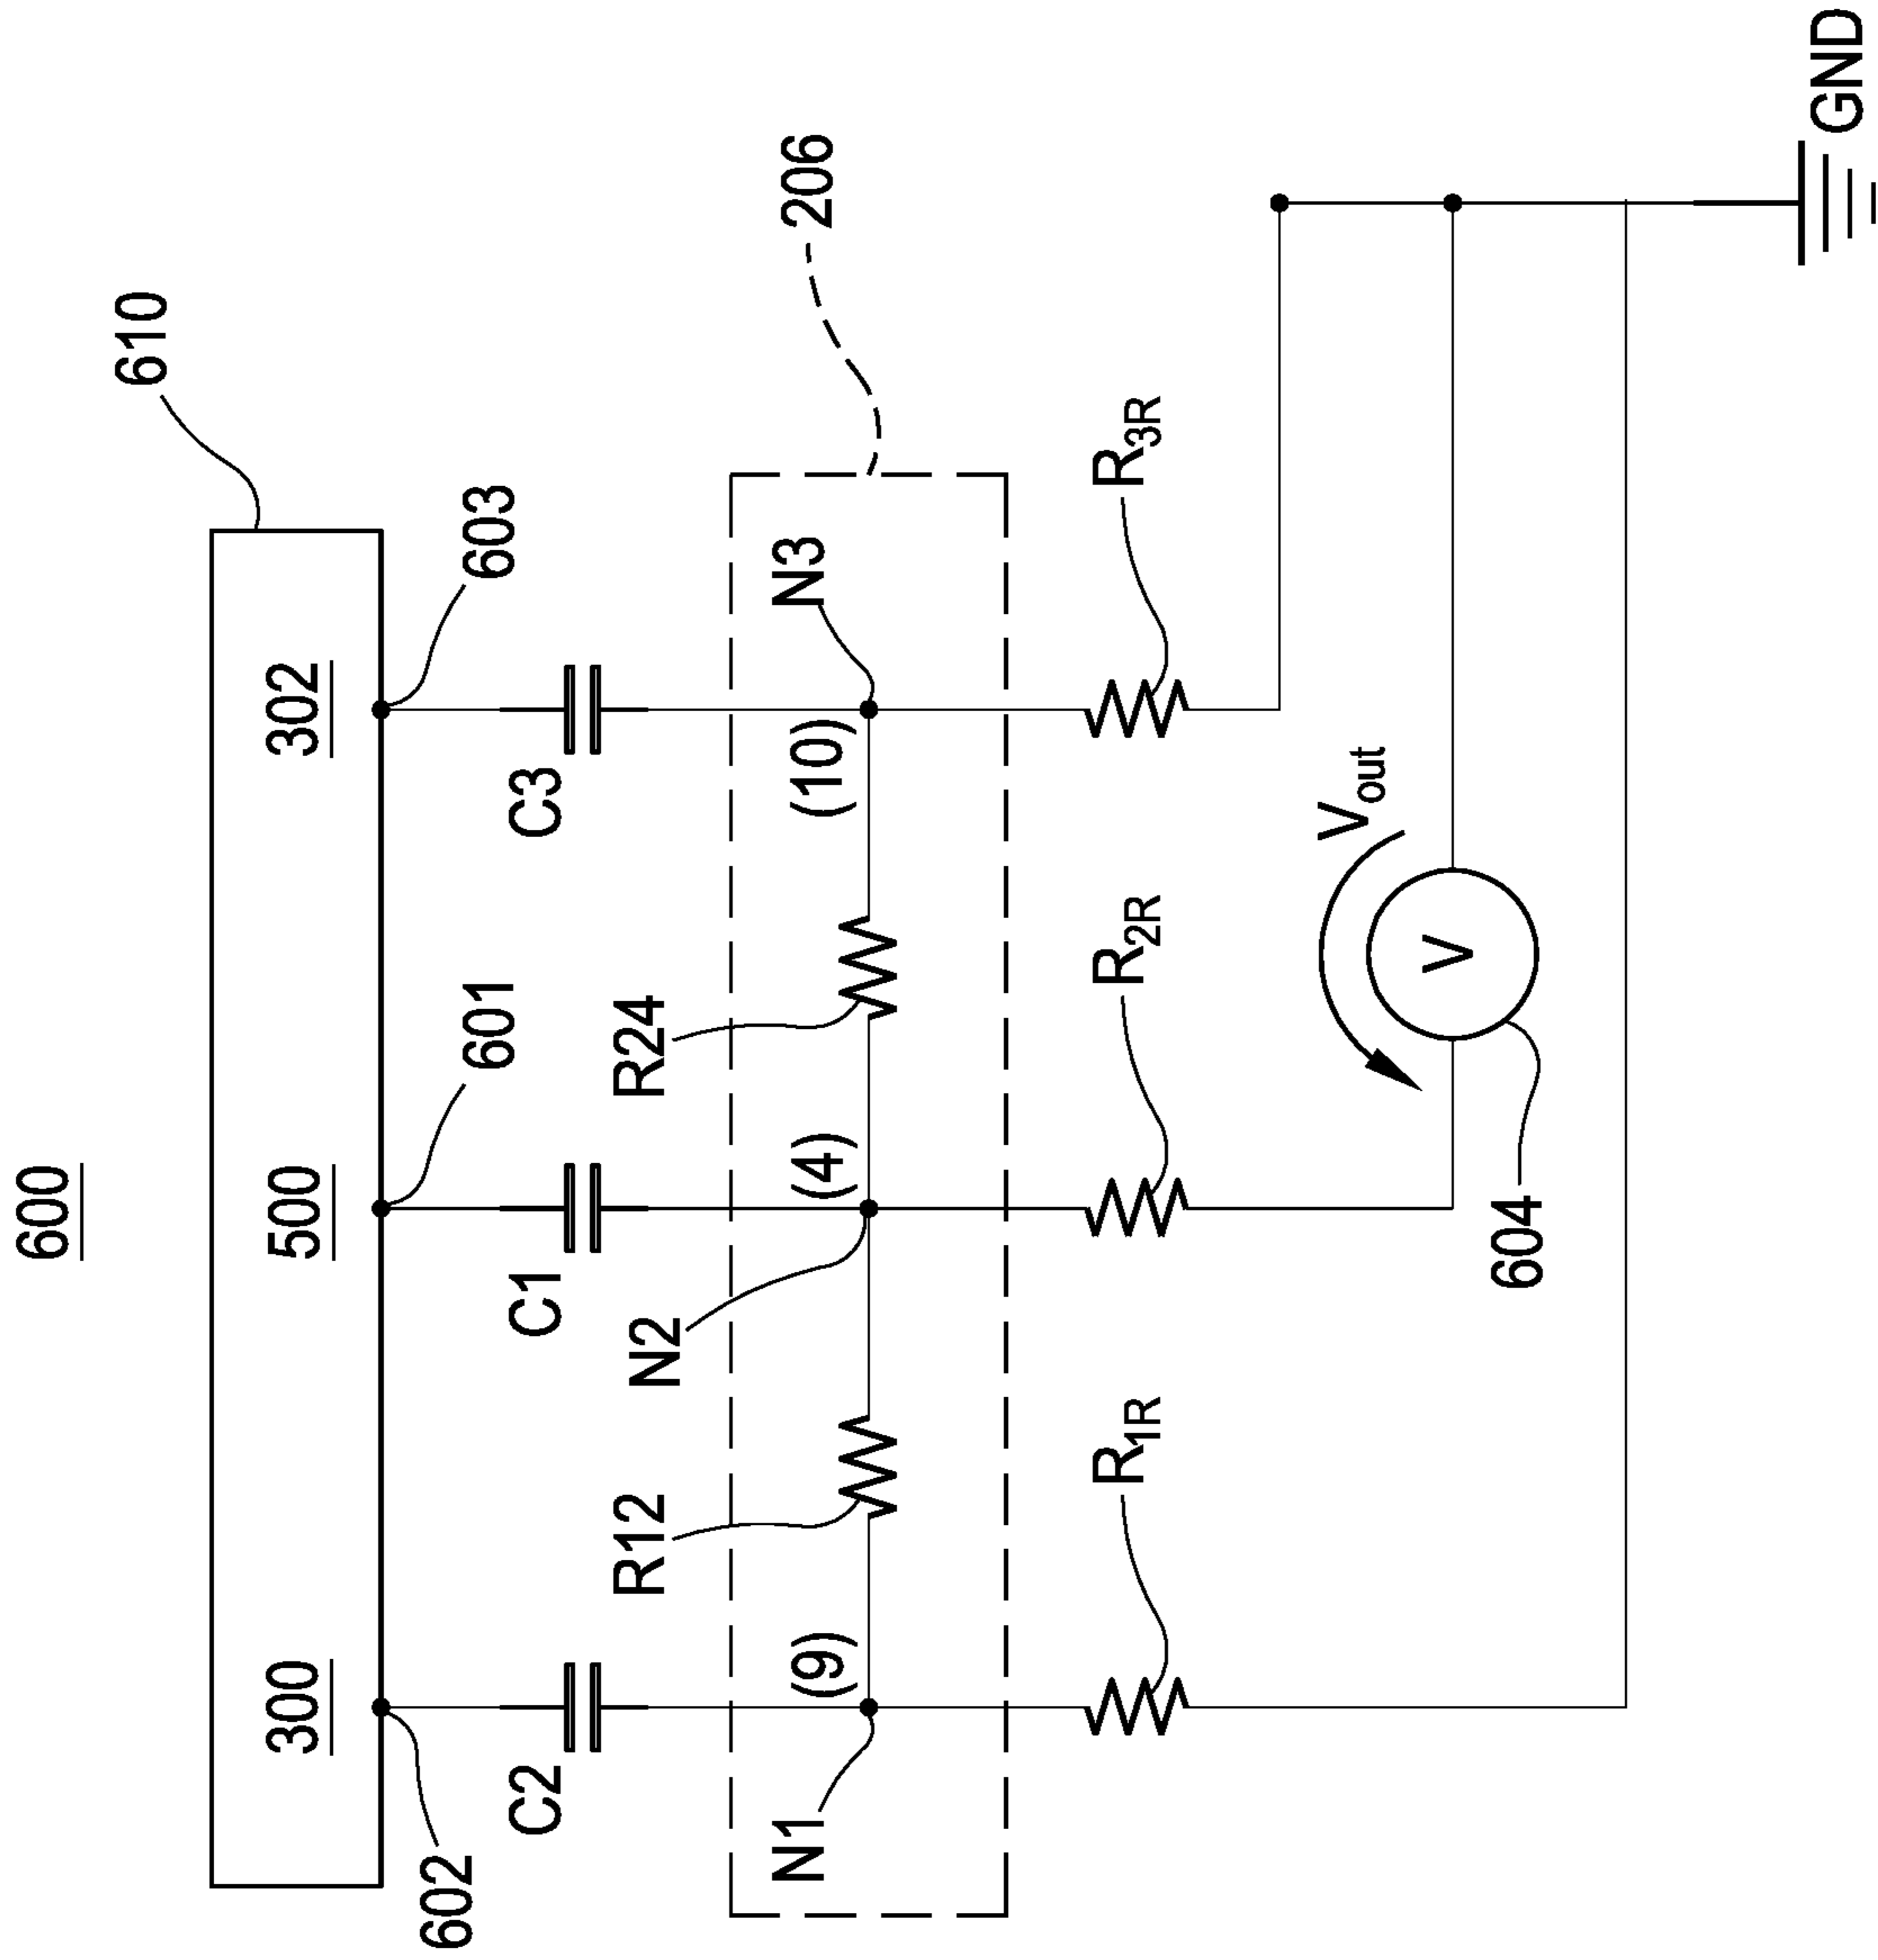 600
610
300
500
302
602
601
603
C2
C1
C3
206
N1
(9)
R12
N2
(4)
R24
(10)
N3
R1R
R2R
R3R
Vout
V
604
GND